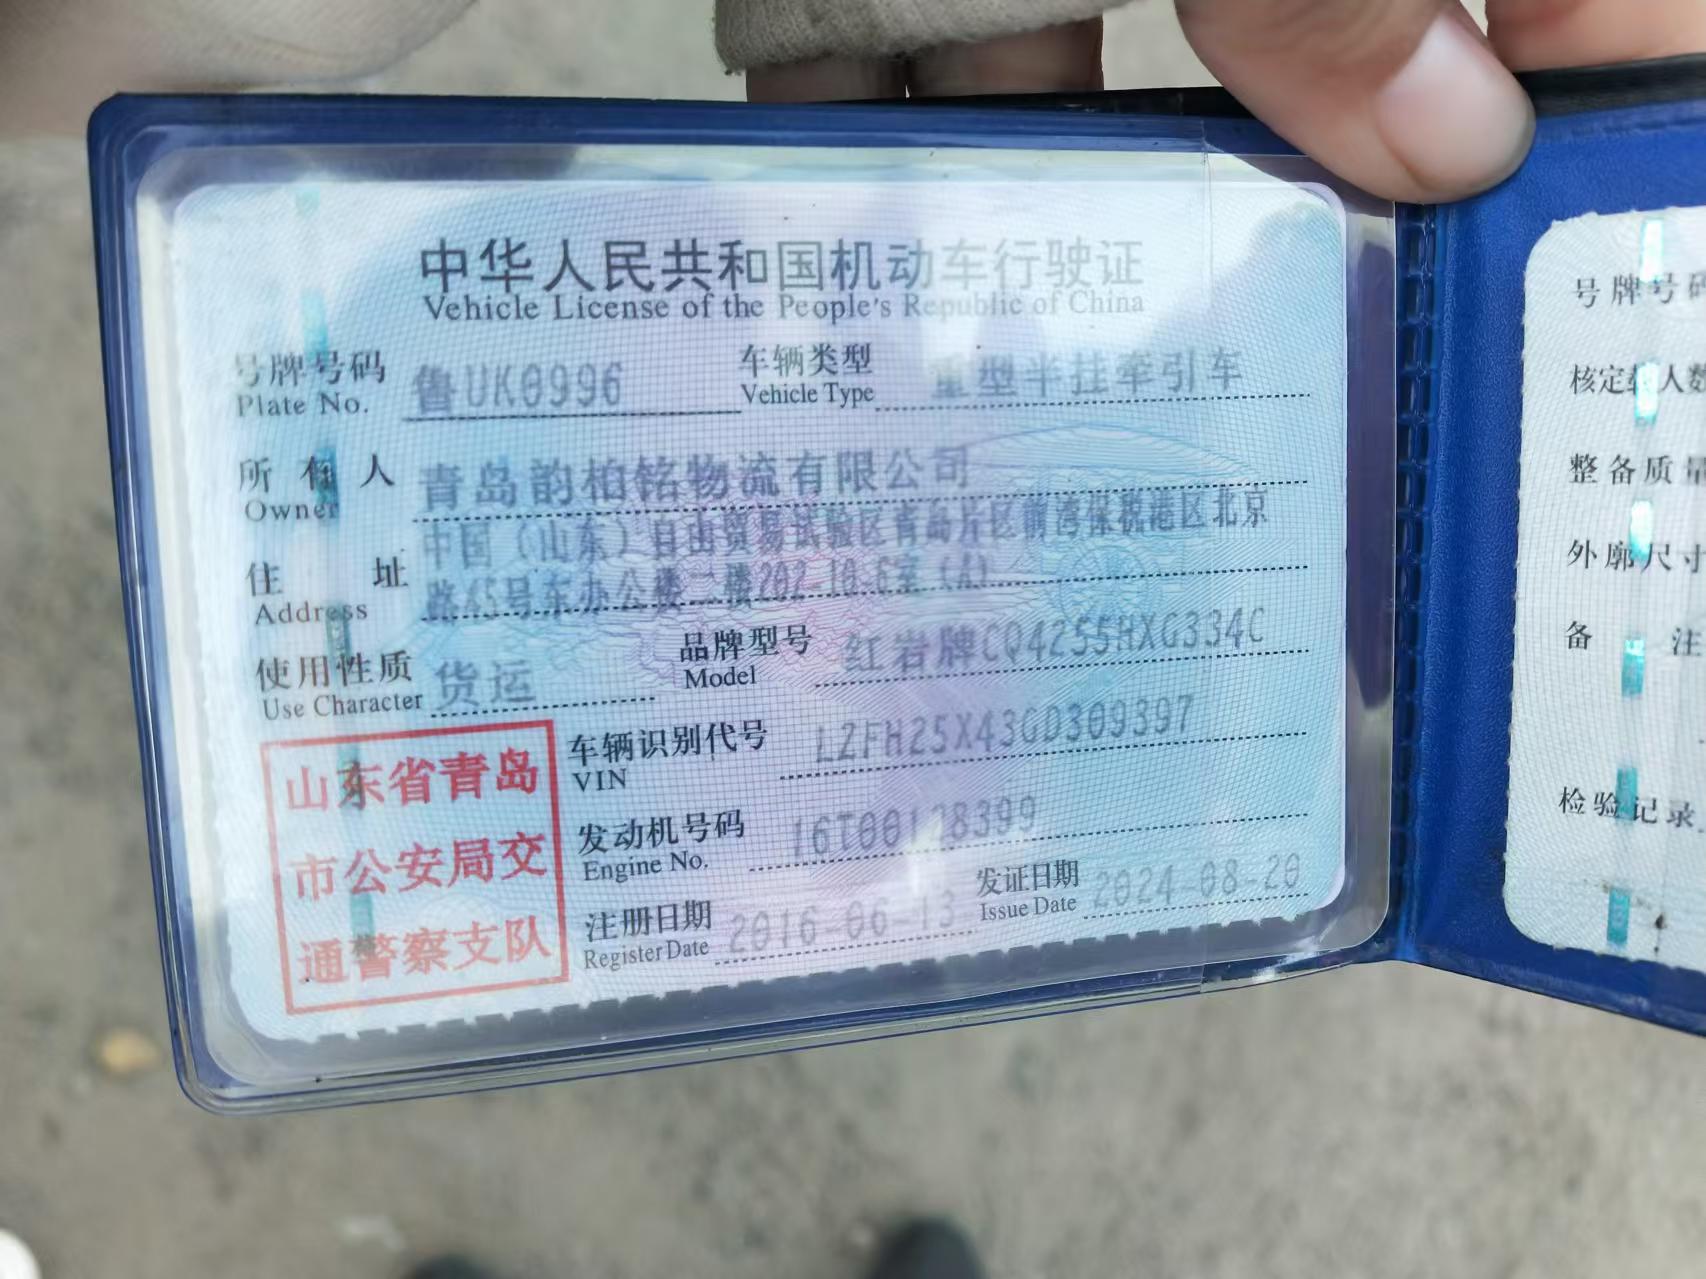 中华人民共和国机动车行驶证
Vehicle License of the People's Republic of China
号牌号码 鲁UK0996 车辆类型 重型半挂牵引车
Plate No. Vehicle Type
所有人 青岛韵柏铭物流有限公司
Owner
住址 中国（山东）自由贸易试验区青岛片区前湾保税港区北京
Address 路45号东办公楼二楼202-10-6室（A）
使用性质 货运 品牌型号 红岩牌CQ4255HXG334C
Use Character Model
车辆识别代号 LZFH25X43GD309397
VIN
发动机号码 16T00128399
Engine No.
注册日期 2016-06-13 发证日期 2024-08-20
Register Date Issue Date
山东省青岛
市公安局交
通警察支队
号牌号码
核定载人数
整备质量
外廓尺寸
备注
检验记录